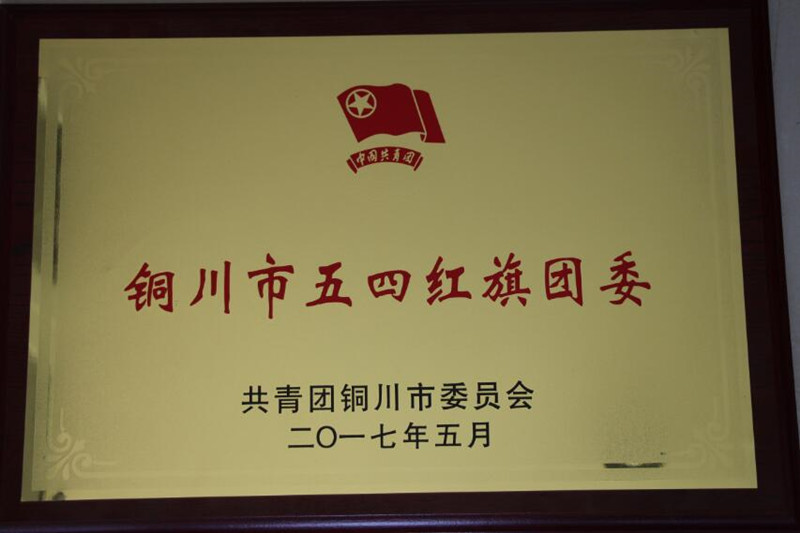 中国共青团
铜川市五四红旗团委
共青团铜川市委员会
二〇一七年五月